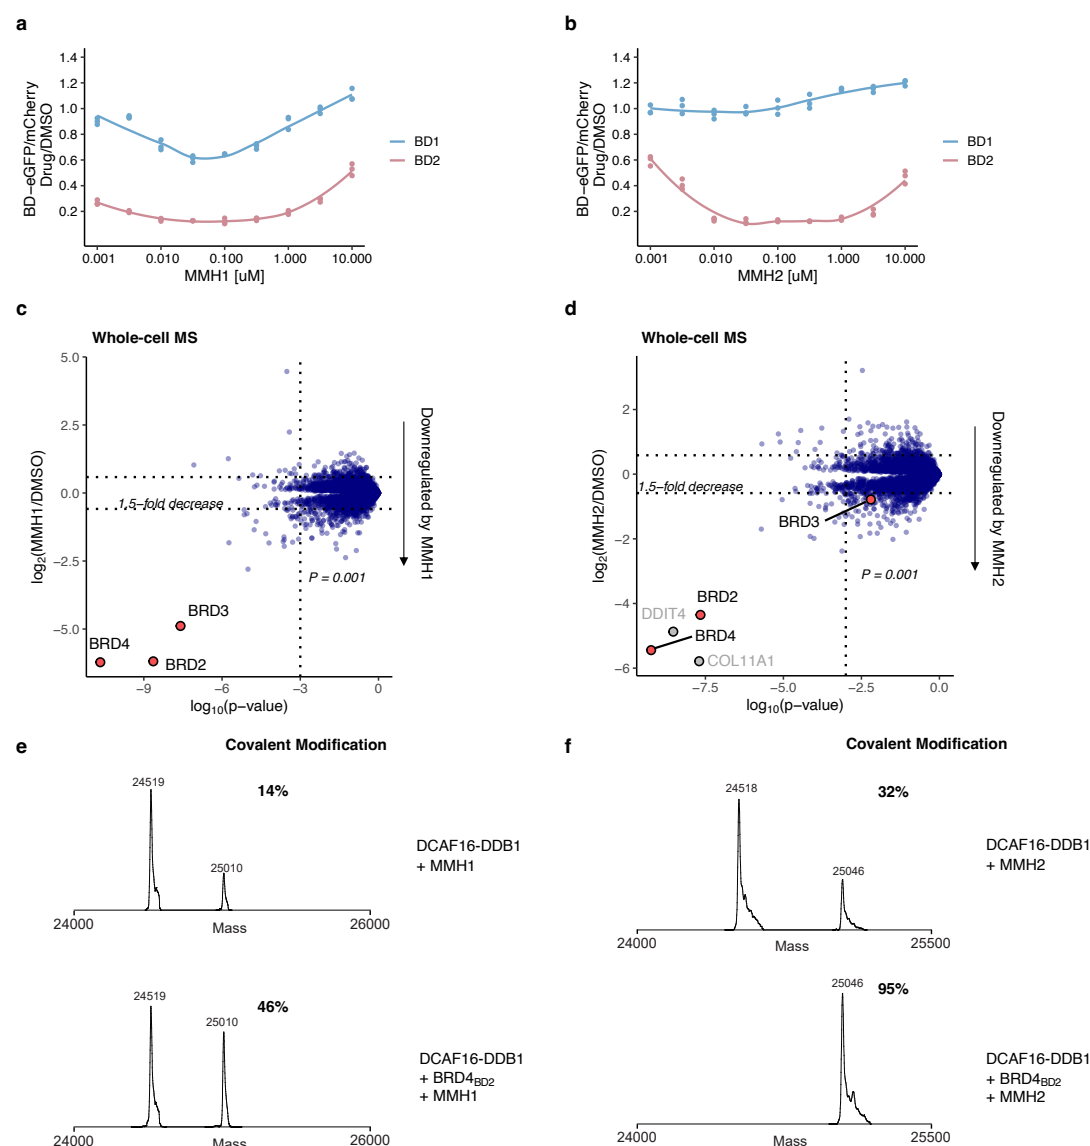 a
BD−eGFP/mCherry
Drug/DMSO
1.4
1.2
1.0
0.8
0.6
0.4
0.2
0.001
0.010
0.100
1.000
10.000
MMH1 [uM]
BD1
BD2
b
BD−eGFP/mCherry
Drug/DMSO
1.4
1.2
1.0
0.8
0.6
0.4
0.2
0.001
0.010
0.100
1.000
10.000
MMH2 [uM]
BD1
BD2
c
Whole-cell MS
log2(MMH1/DMSO)
5.0
2.5
0.0
−2.5
−5.0
1.5−fold decrease
P = 0.001
BRD3
BRD4
BRD2
−9
−6
−3
0
log10(p−value)
Downregulated by MMH1
d
Whole-cell MS
log2(MMH2/DMSO)
2
0
−2
−4
−6
1.5−fold decrease
BRD3
P = 0.001
BRD2
DDIT4
BRD4
COL11A1
−7.5
−5.0
−2.5
0.0
log10(p−value)
Downregulated by MMH2
e
Covalent Modification
24519
14%
25010
DCAF16-DDB1
+ MMH1
24000
Mass
26000
24519
46%
25010
DCAF16-DDB1
+ BRD4BD2
+ MMH1
24000
Mass
26000
f
Covalent Modification
24518
32%
25046
DCAF16-DDB1
+ MMH2
24000
Mass
25500
25046
95%
DCAF16-DDB1
+ BRD4BD2
+ MMH2
24000
Mass
25500